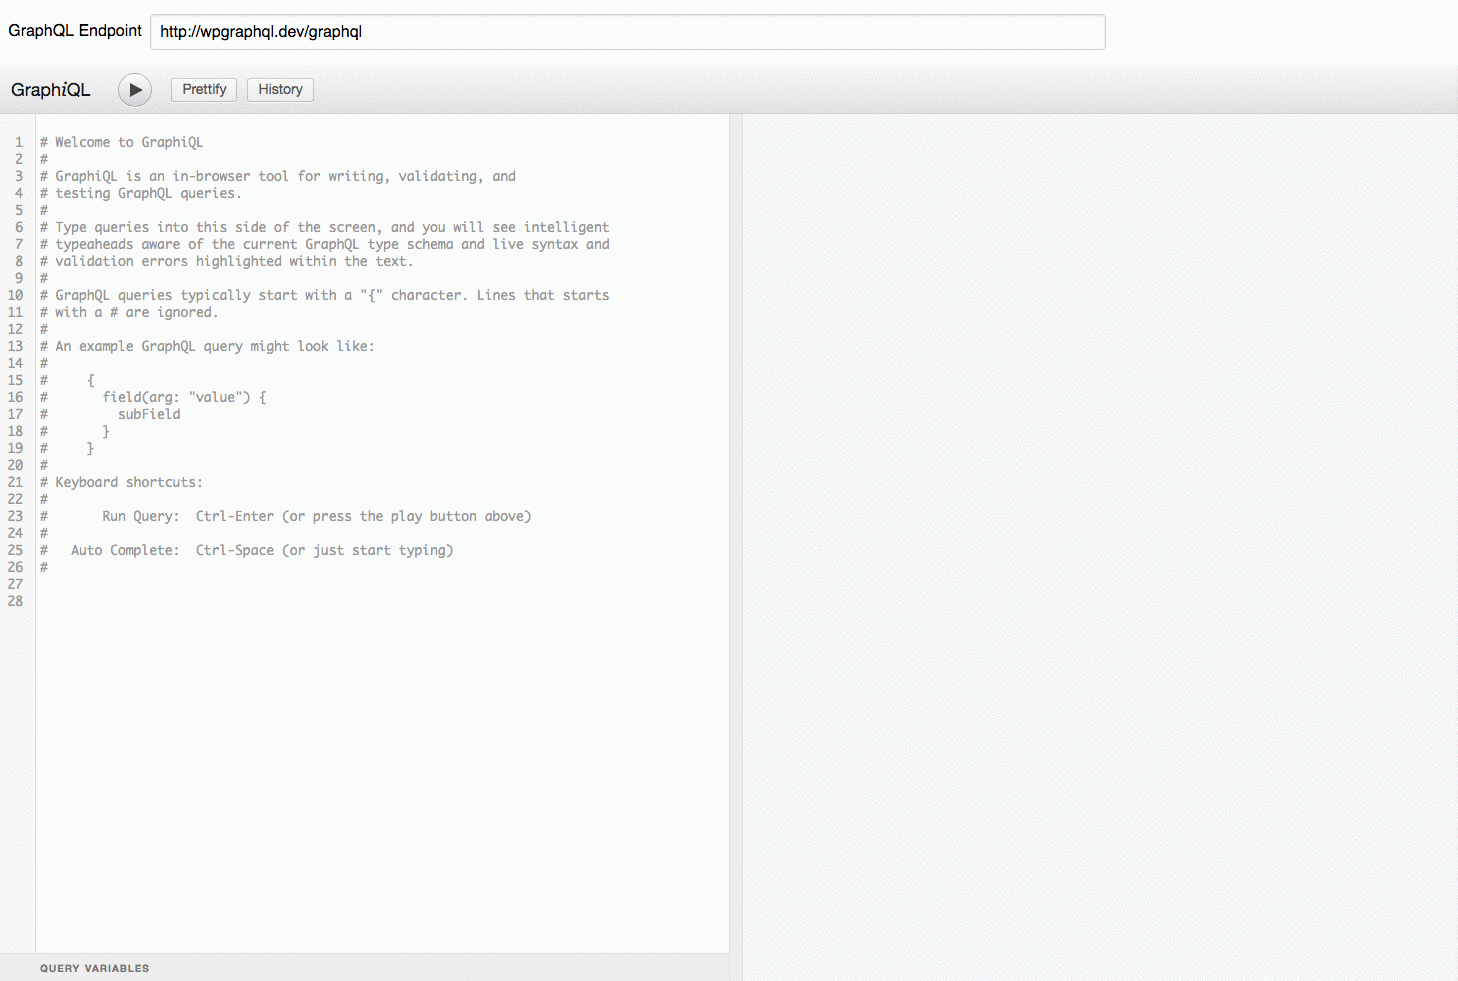 GraphQL Endpoint http://wpgraphql.dev/graphql
GraphiQL Prettify History
1 # Welcome to GraphiQL
2 #
3 # GraphiQL is an in-browser tool for writing, validating, and
4 # testing GraphQL queries.
5 #
6 # Type queries into this side of the screen, and you will see intelligent
7 # typeaheads aware of the current GraphQL type schema and live syntax and
8 # validation errors highlighted within the text.
9 #
10 # GraphQL queries typically start with a "{" character. Lines that starts
11 # with a # are ignored.
12 #
13 # An example GraphQL query might look like:
14 #
15 #     {
16 #       field(arg: "value") {
17 #         subField
18 #       }
19 #     }
20 #
21 # Keyboard shortcuts:
22 #
23 #       Run Query:  Ctrl-Enter (or press the play button above)
24 #
25 #   Auto Complete:  Ctrl-Space (or just start typing)
26 #
27
28
QUERY VARIABLES